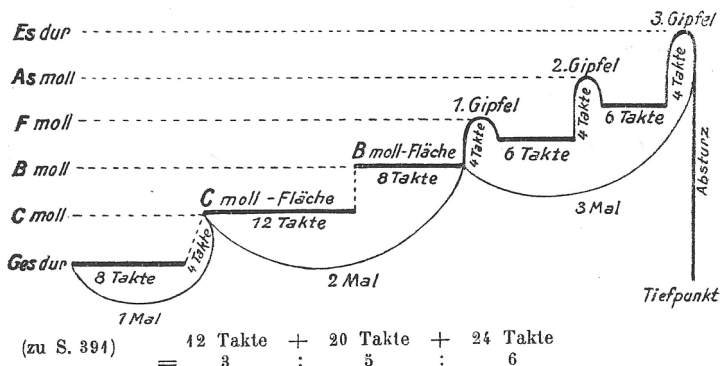 3. Gipfel
Es dur
2. Gipfel
As moll
4 Takte
1. Gipfel
4 Takte
6 Takte
F moll
4 Takte
6 Takte
B moll-Fläche
B moll
8 Takte
Absturz
C moll-Fläche
C moll
12 Takte
3 Mal
4 Takte
Ges dur
8 Takte
2 Mal
Tiefpunkt
1 Mal
(zu S. 391) 12 Takte + 20 Takte + 24 Takte
= 3 : 5 : 6